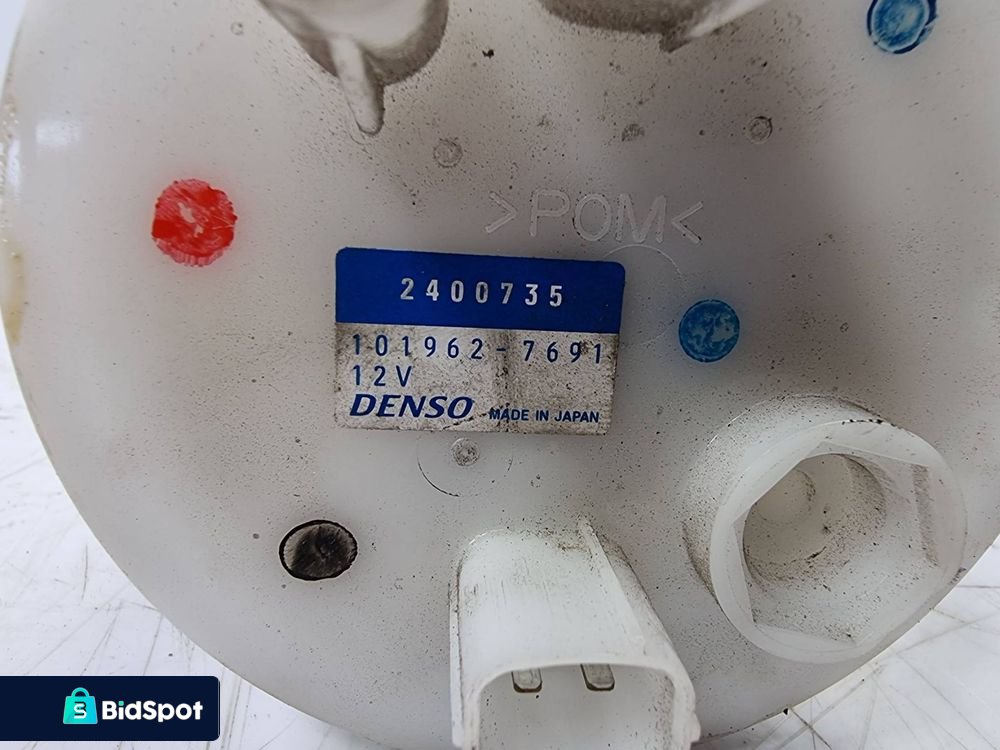 >POM<
2400735
101962-7691
12V
DENSO MADE IN JAPAN
BidSpot